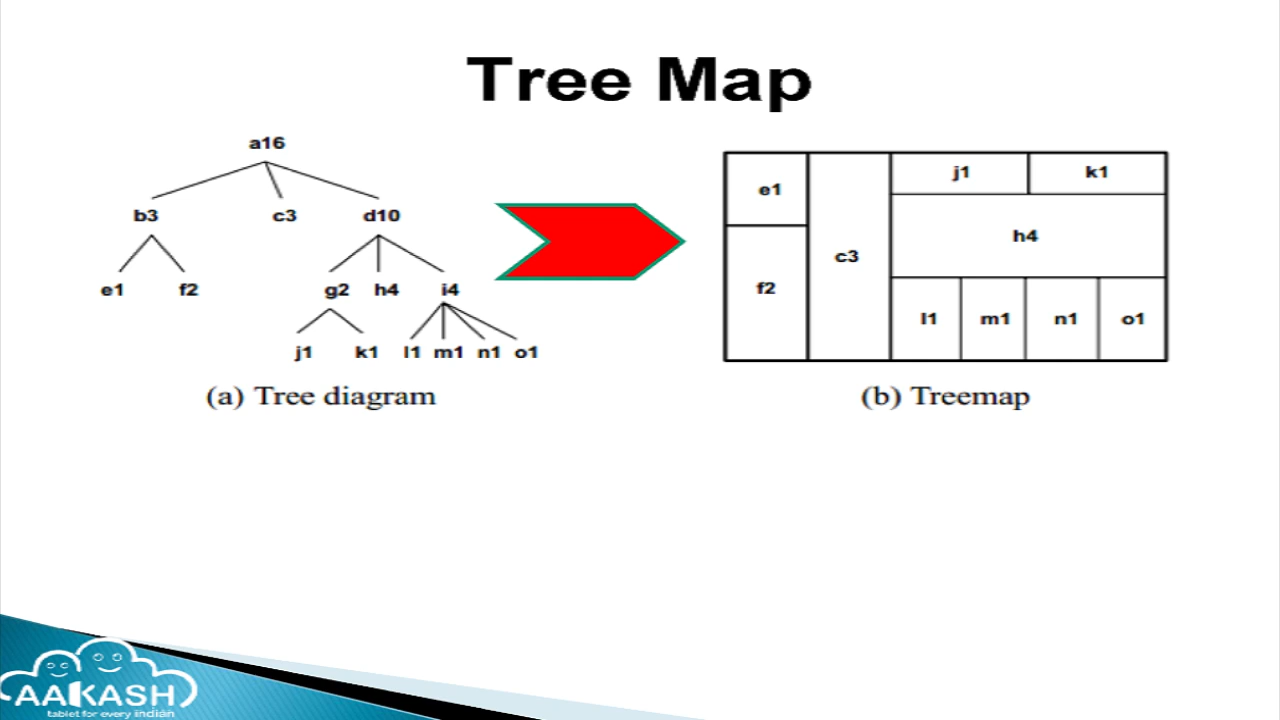 Tree Map
a16
b3 c3 d10
e1 f2 g2 h4 i4
j1 k1 l1 m1 n1 o1
(a) Tree diagram
e1 j1 k1
f2 c3 h4
l1 m1 n1 o1
(b) Treemap
AAKASH
tablet for every indian